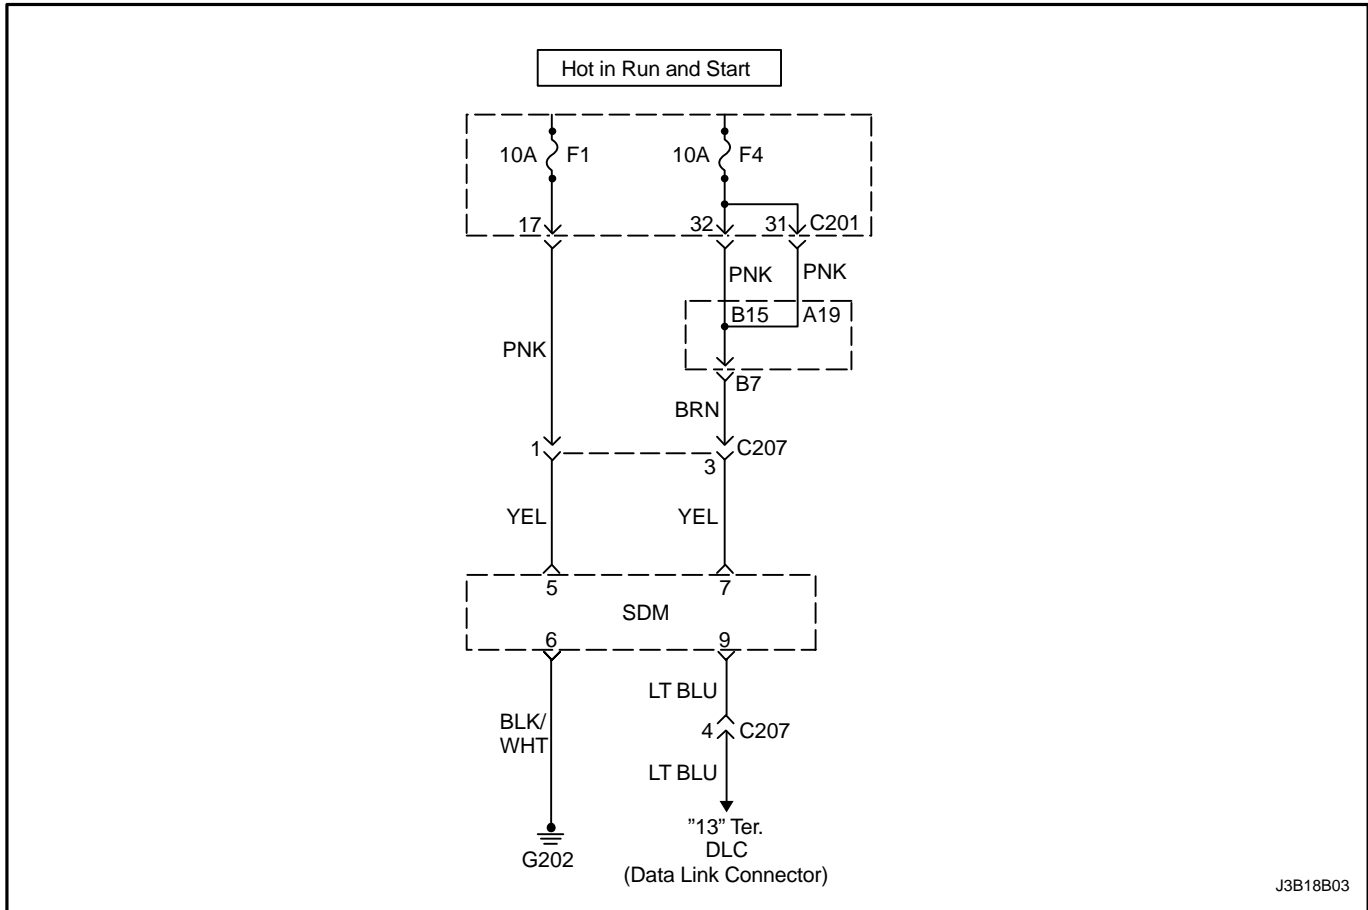 Hot in Run and Start
10A F1 10A F4
17 32 31 C201
PNK PNK
B15 A19
PNK
B7
BRN
1 C207
3
YEL YEL
5 7
SDM
6 9
LT BLU
BLK/
WHT
4 C207
LT BLU
”13” Ter.
DLC
(Data Link Connector)
G202
J3B18B03